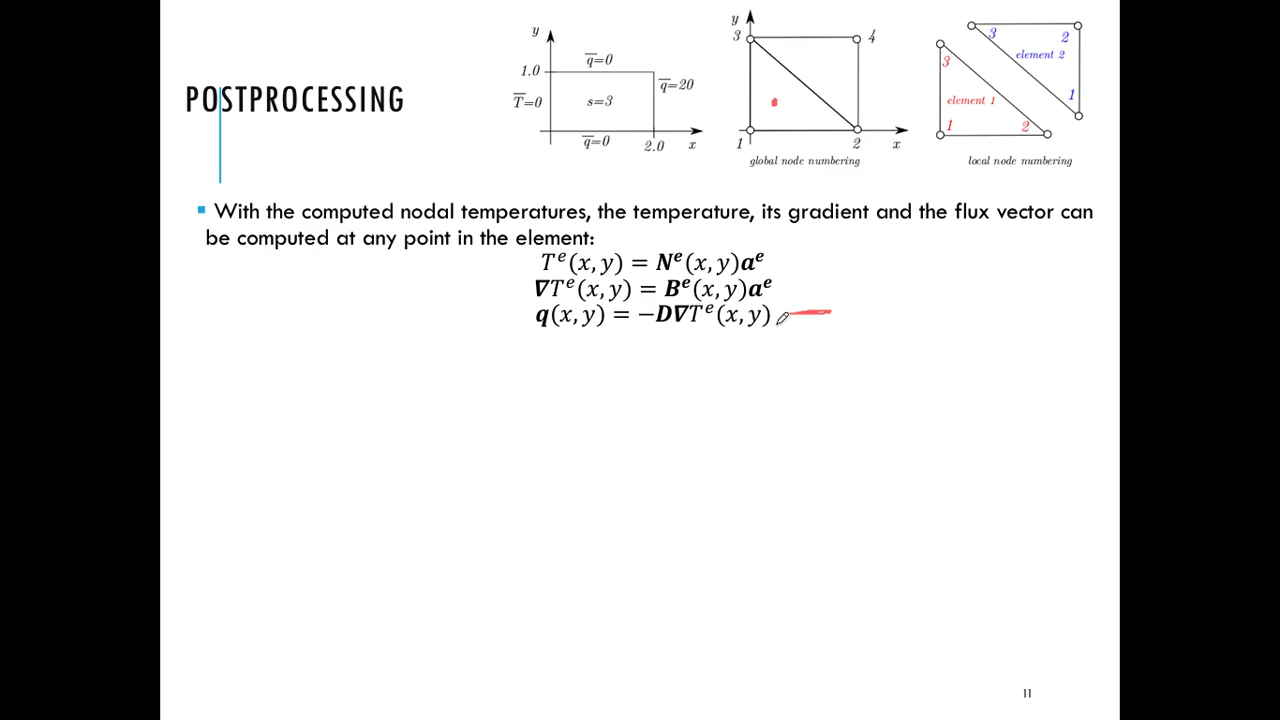 POSTPROCESSING
y
1.0
q̅=0
T̅=0
s=3
q̅=20
q̅=0
2.0
x
y
3
4
1
2
x
global node numbering
3
element 1
1
2
3
2
element 2
1
local node numbering
▪ With the computed nodal temperatures, the temperature, its gradient and the flux vector can
be computed at any point in the element:
Tᵉ(x, y) = Nᵉ(x, y)aᵉ
∇Tᵉ(x, y) = Bᵉ(x, y)aᵉ
q(x, y) = −D∇Tᵉ(x, y)
11